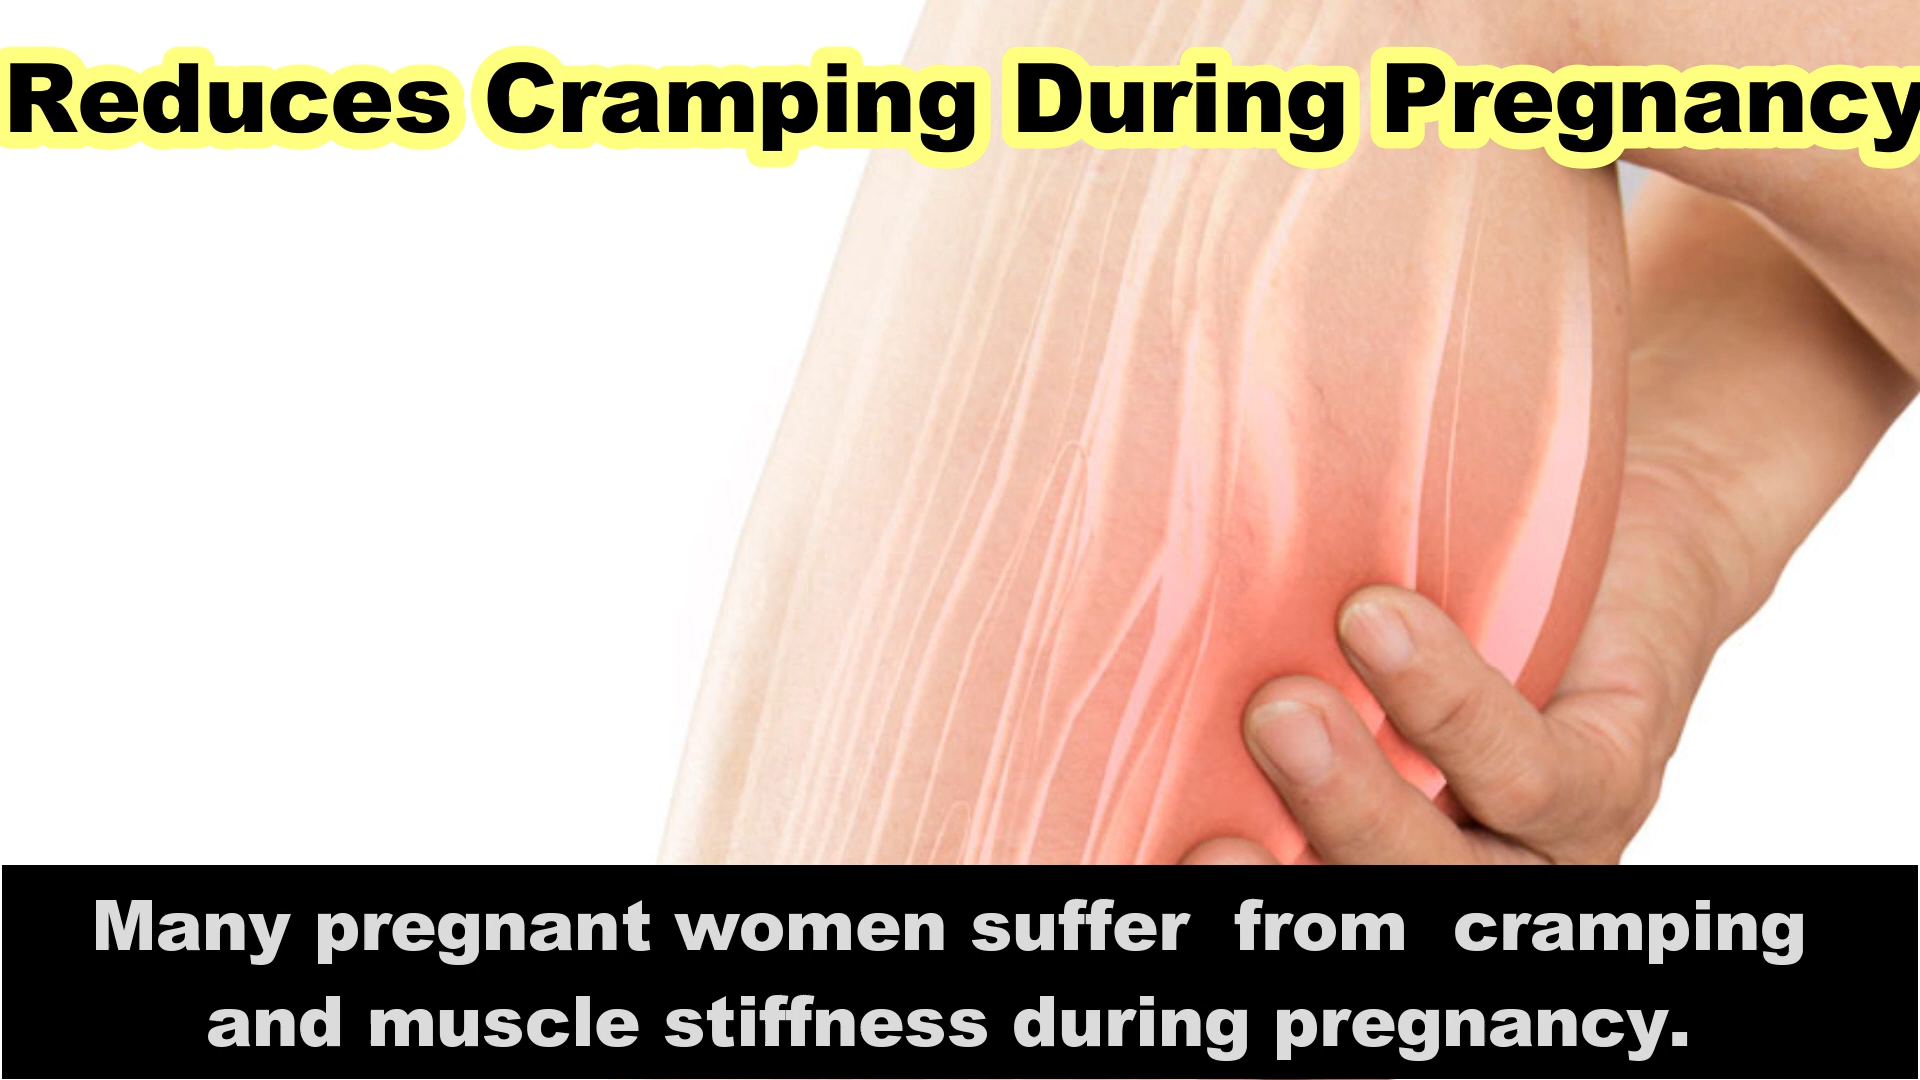 Reduces Cramping During Pregnancy
Many pregnant women suffer from cramping
and muscle stiffness during pregnancy.